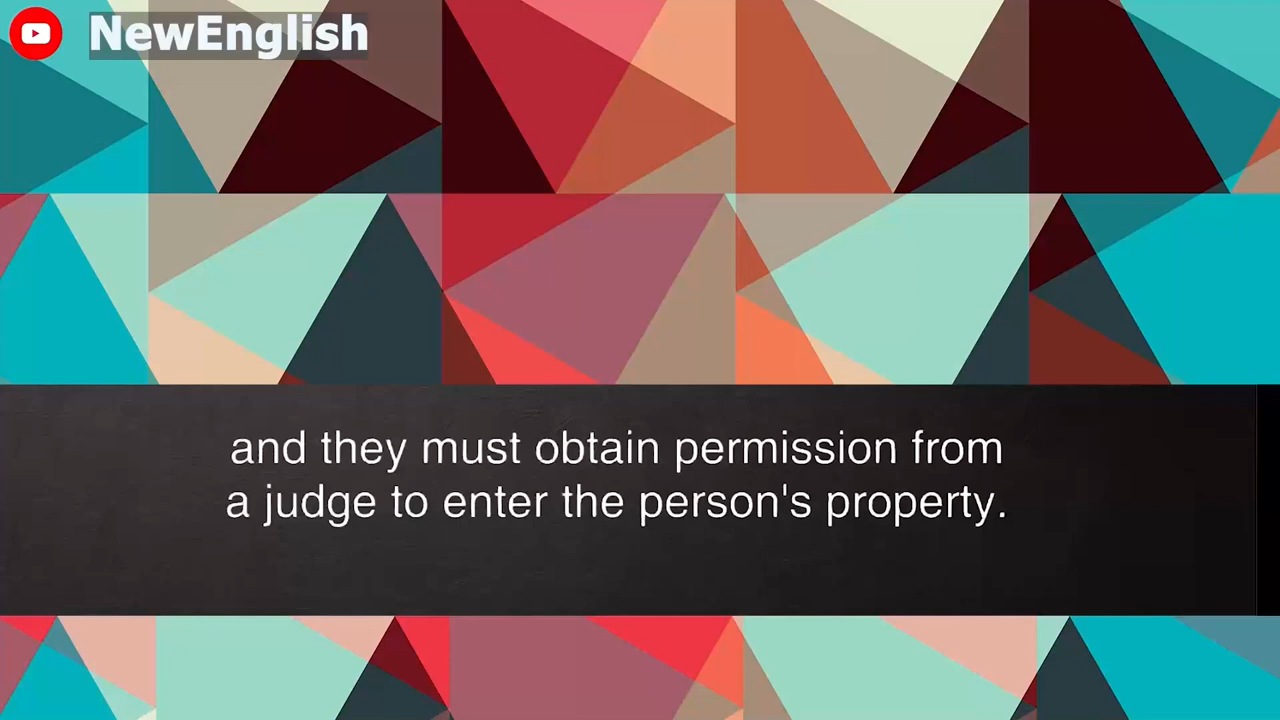 NewEnglish
and they must obtain permission from
a judge to enter the person's property.